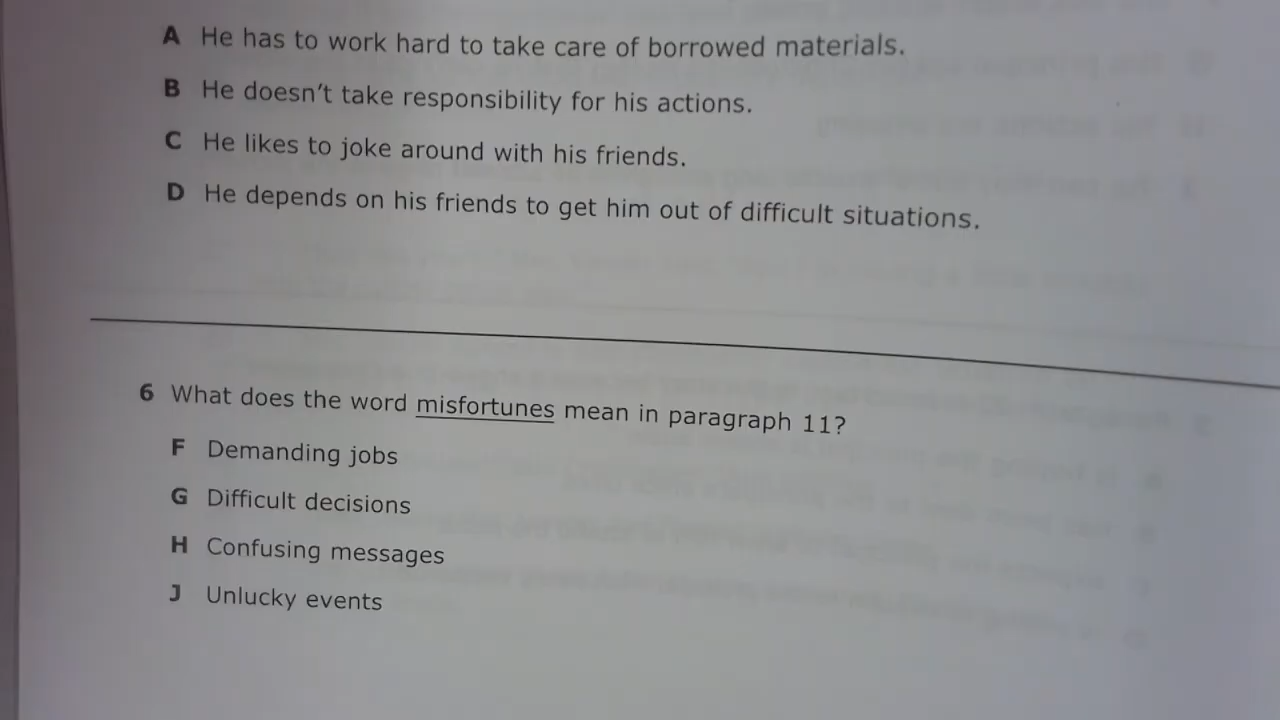 A He has to work hard to take care of borrowed materials.
B He doesn't take responsibility for his actions.
C He likes to joke around with his friends.
D He depends on his friends to get him out of difficult situations.
6 What does the word misfortunes mean in paragraph 11?
F Demanding jobs
G Difficult decisions
H Confusing messages
J Unlucky events